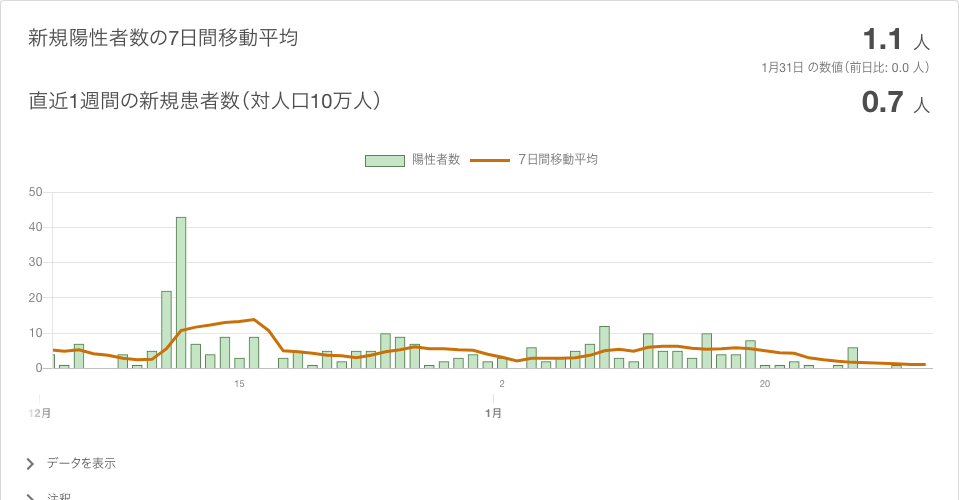 新規陽性者数の7日間移動平均
1.1 人
1月31日 の数値（前日比: 0.0 人）
直近1週間の新規患者数（対人口10万人）
0.7 人
陽性者数 7日間移動平均
50
40
30
20
10
0
15 2 20
12月 1月
データを表示
注釈